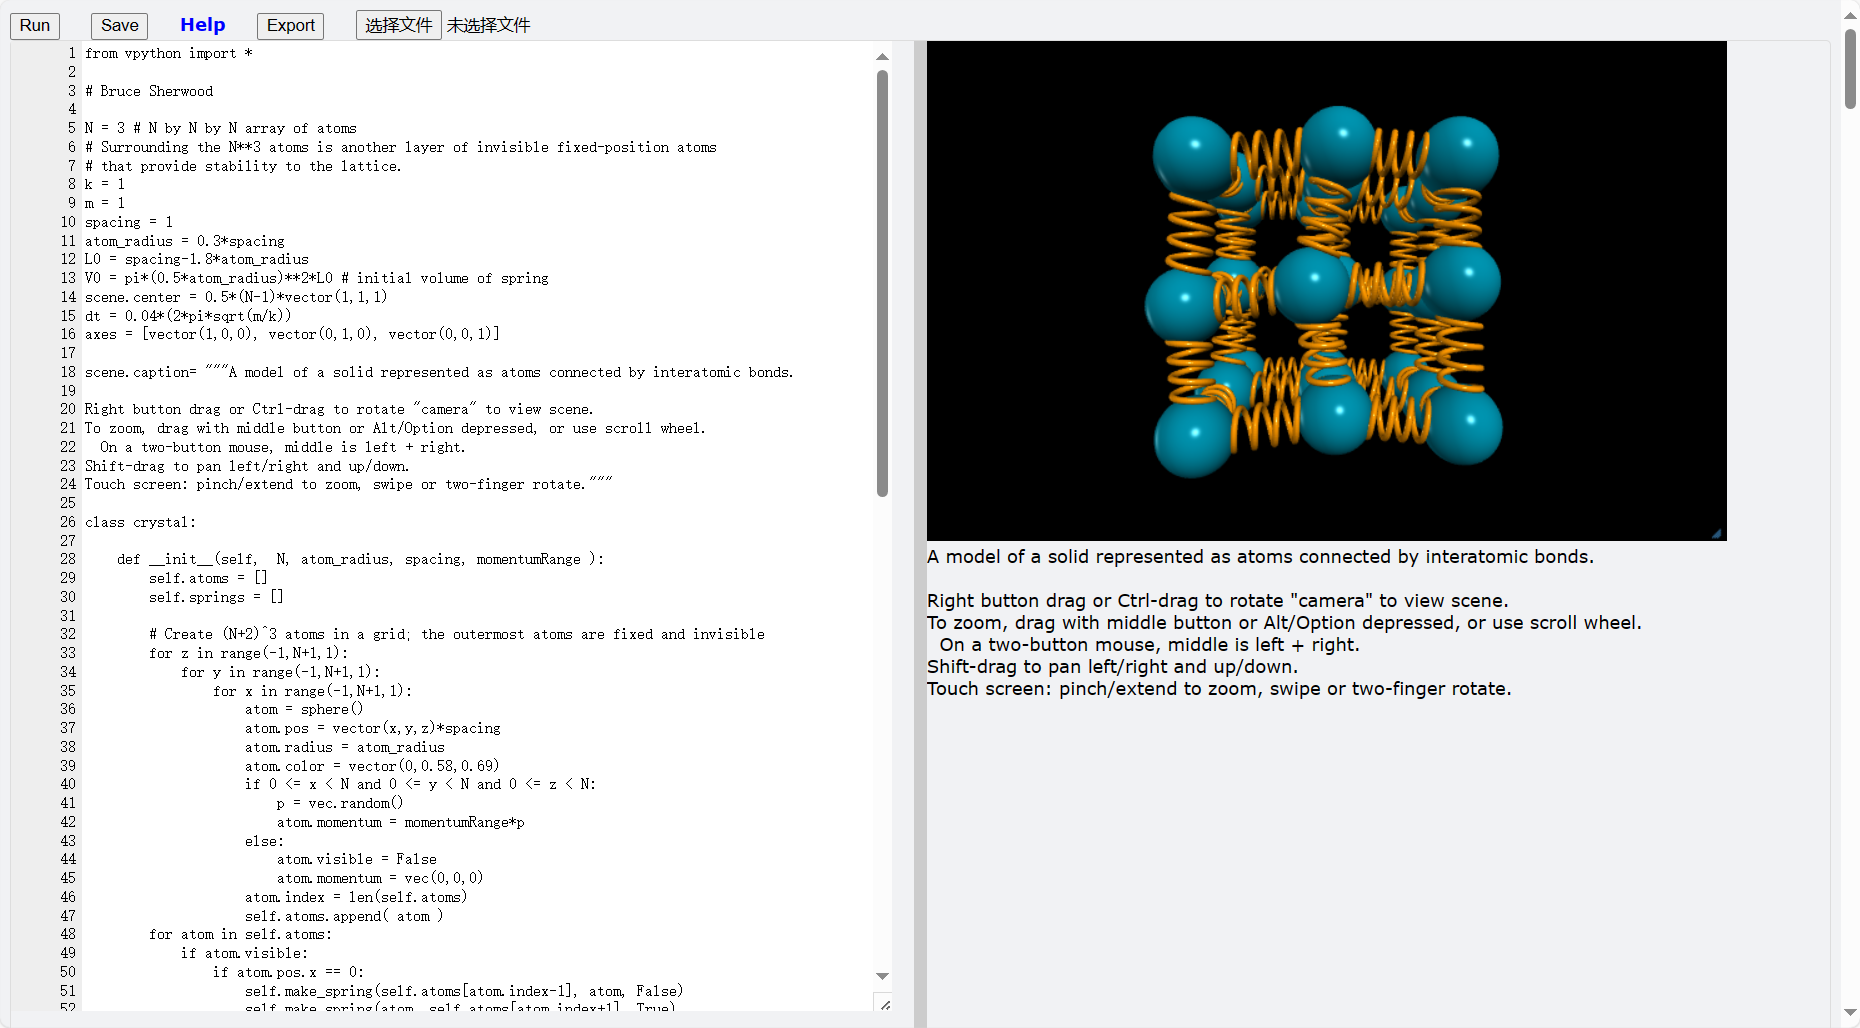 Run Save Help Export 选择文件 未选择文件
1 from vpython import *
2
3 # Bruce Sherwood
4
5 N = 3 # N by N by N array of atoms
6 # Surrounding the N**3 atoms is another layer of invisible fixed-position atoms
7 # that provide stability to the lattice.
8 k = 1
9 m = 1
10 spacing = 1
11 atom_radius = 0.3*spacing
12 L0 = spacing-1.8*atom_radius
13 V0 = pi*(0.5*atom_radius)**2*L0 # initial volume of spring
14 scene.center = 0.5*(N-1)*vector(1,1,1)
15 dt = 0.04*(2*pi*sqrt(m/k))
16 axes = [vector(1,0,0), vector(0,1,0), vector(0,0,1)]
17
18 scene.caption= """A model of a solid represented as atoms connected by interatomic bonds.
19
20 Right button drag or Ctrl-drag to rotate "camera" to view scene.
21 To zoom, drag with middle button or Alt/Option depressed, or use scroll wheel.
22   On a two-button mouse, middle is left + right.
23 Shift-drag to pan left/right and up/down.
24 Touch screen: pinch/extend to zoom, swipe or two-finger rotate."""
25
26 class crystal:
27
28     def __init__(self,  N, atom_radius, spacing, momentumRange ):
29         self.atoms = []
30         self.springs = []
31
32         # Create (N+2)^3 atoms in a grid; the outermost atoms are fixed and invisible
33         for z in range(-1,N+1,1):
34             for y in range(-1,N+1,1):
35                 for x in range(-1,N+1,1):
36                     atom = sphere()
37                     atom.pos = vector(x,y,z)*spacing
38                     atom.radius = atom_radius
39                     atom.color = vector(0,0.58,0.69)
40                     if 0 <= x < N and 0 <= y < N and 0 <= z < N:
41                         p = vec.random()
42                         atom.momentum = momentumRange*p
43                     else:
44                         atom.visible = False
45                         atom.momentum = vec(0,0,0)
46                     atom.index = len(self.atoms)
47                     self.atoms.append( atom )
48         for atom in self.atoms:
49             if atom.visible:
50                 if atom.pos.x == 0:
51                     self.make_spring(self.atoms[atom.index-1], atom, False)
52                     self.make_spring(atom, self.atoms[atom.index+1], True)
A model of a solid represented as atoms connected by interatomic bonds.
Right button drag or Ctrl-drag to rotate "camera" to view scene.
To zoom, drag with middle button or Alt/Option depressed, or use scroll wheel.
  On a two-button mouse, middle is left + right.
Shift-drag to pan left/right and up/down.
Touch screen: pinch/extend to zoom, swipe or two-finger rotate.